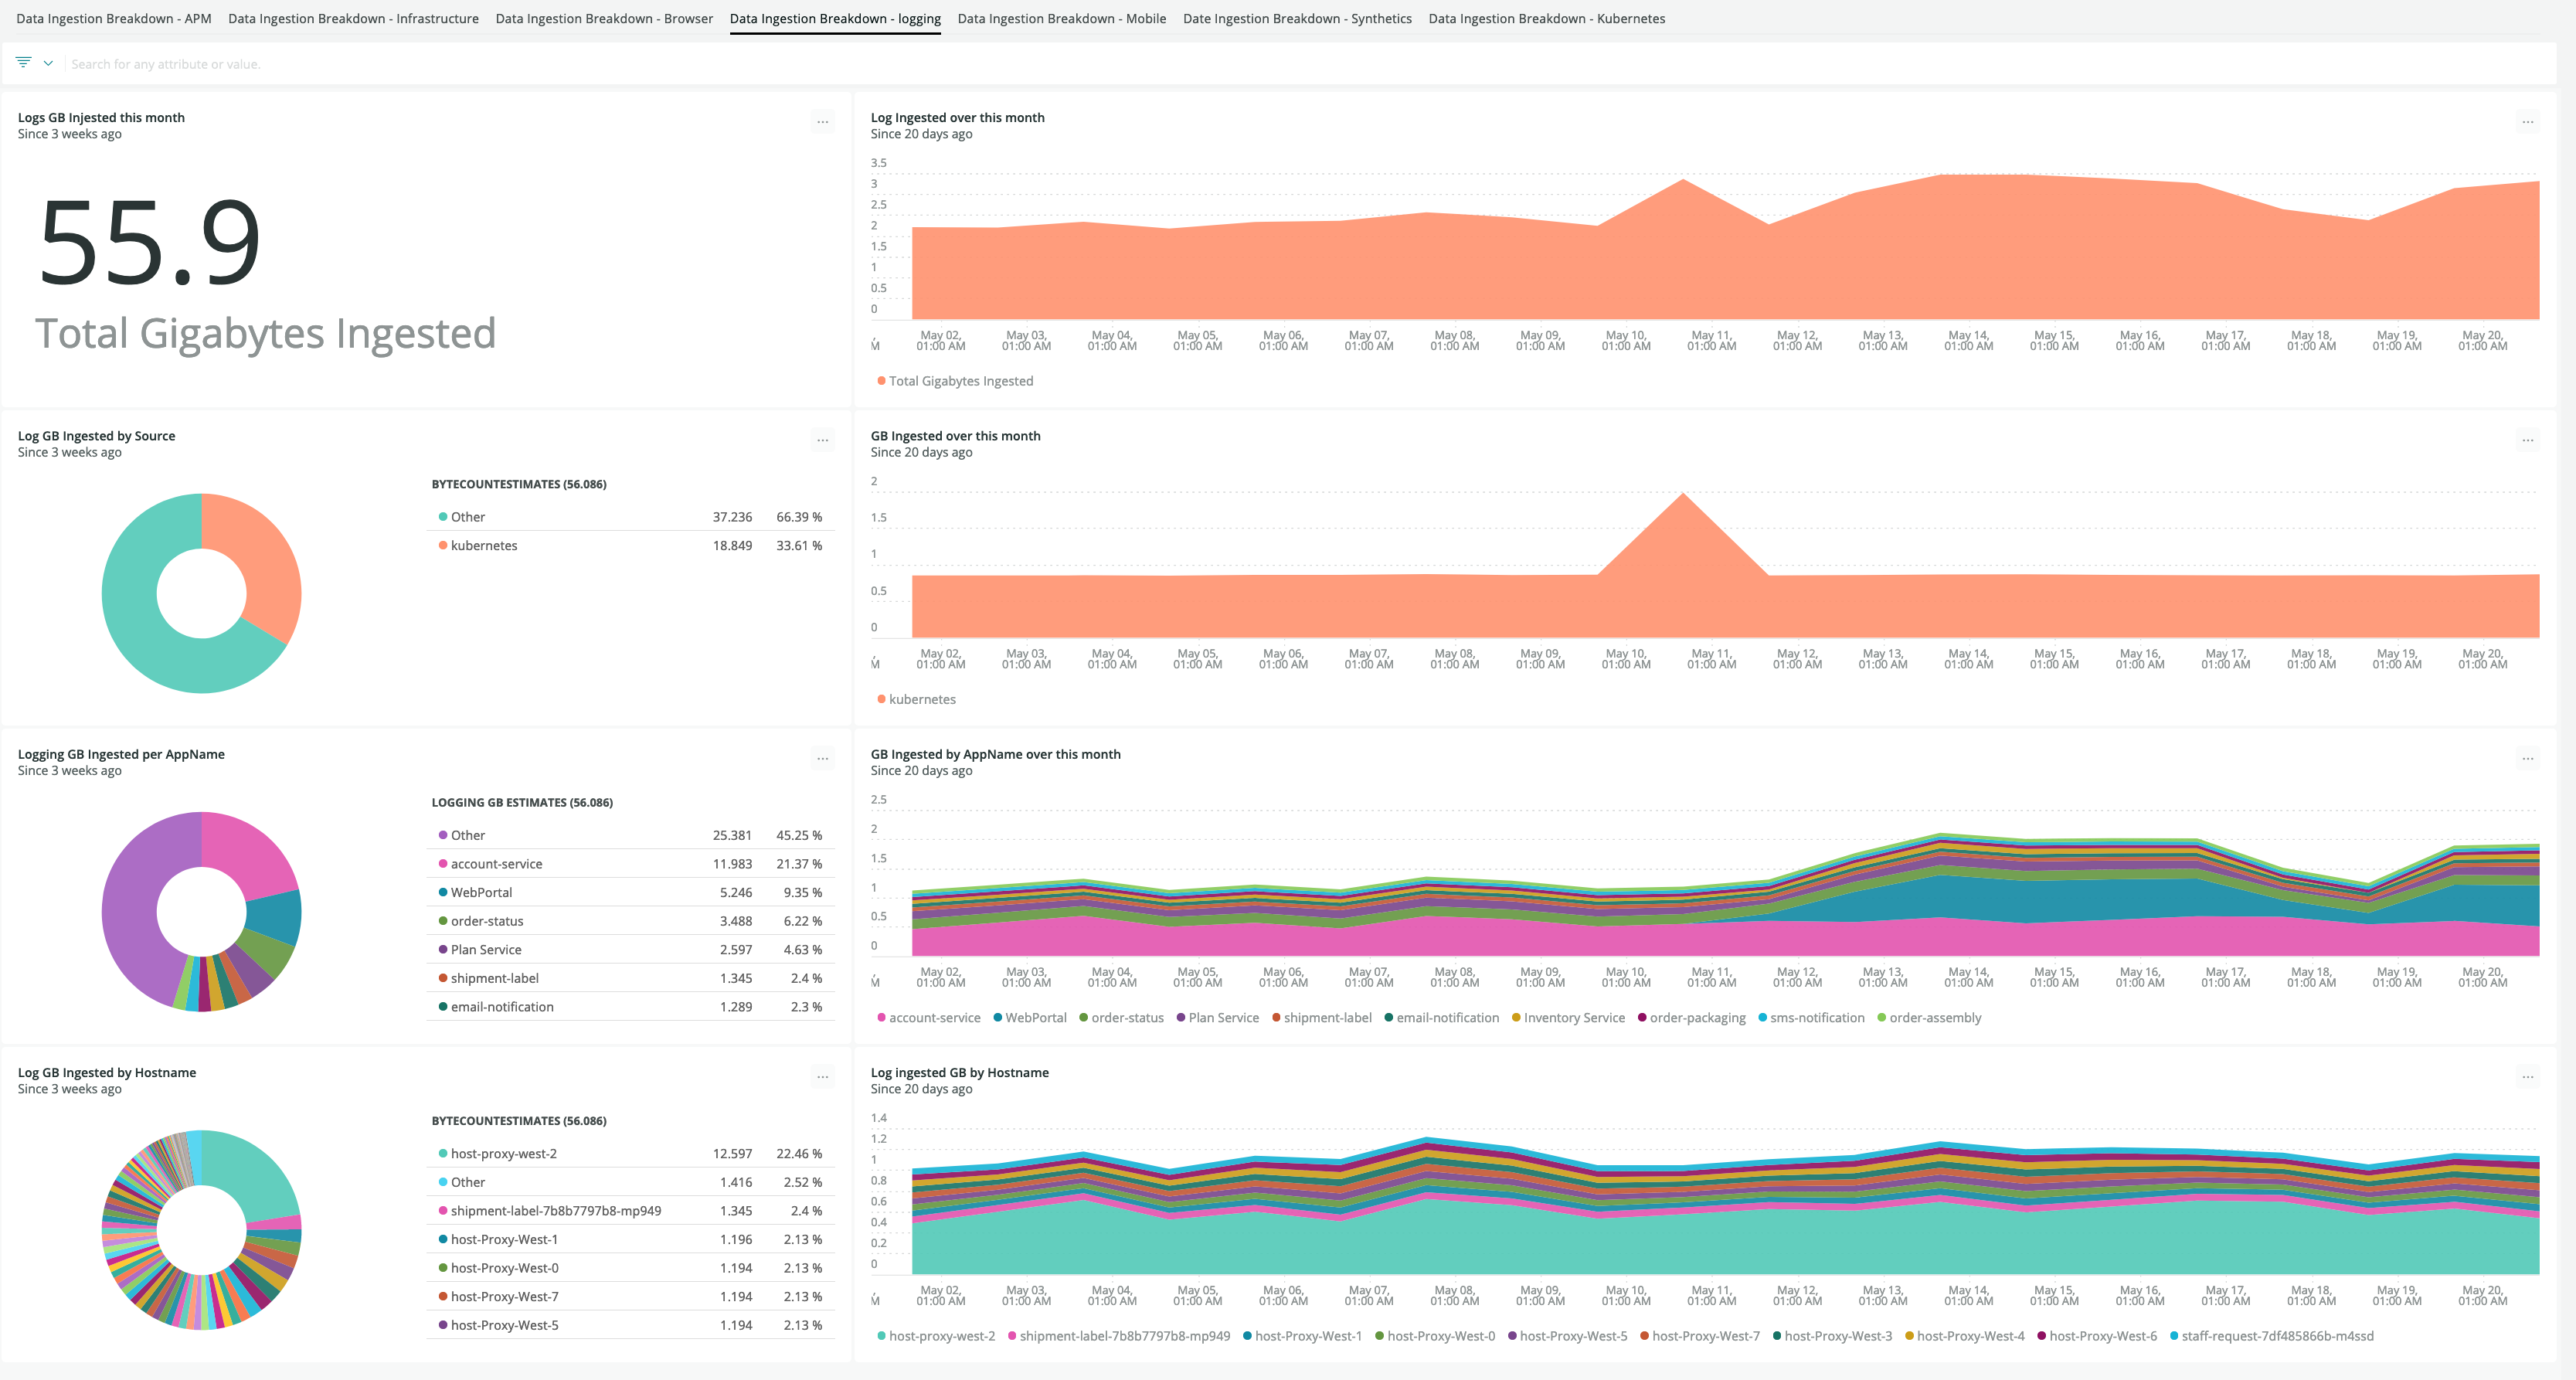 Data Ingestion Breakdown - APM Data Ingestion Breakdown - Infrastructure Data Ingestion Breakdown - Browser Data Ingestion Breakdown - logging Data Ingestion Breakdown - Mobile Date Ingestion Breakdown - Synthetics Data Ingestion Breakdown - Kubernetes
Search for any attribute or value.
Logs GB Injested this month
Since 3 weeks ago
...
55.9
Total Gigabytes Ingested
Log Ingested over this month
Since 20 days ago
...
3.5
3
2.5
2
1.5
1
0.5
0
, May 02, May 03, May 04, May 05, May 06, May 07, May 08, May 09, May 10, May 11, May 12, May 13, May 14, May 15, May 16, May 17, May 18, May 19, May 20,
M 01:00 AM 01:00 AM 01:00 AM 01:00 AM 01:00 AM 01:00 AM 01:00 AM 01:00 AM 01:00 AM 01:00 AM 01:00 AM 01:00 AM 01:00 AM 01:00 AM 01:00 AM 01:00 AM 01:00 AM 01:00 AM 01:00 AM
Total Gigabytes Ingested
Log GB Ingested by Source
Since 3 weeks ago
...
BYTECOUNTESTIMATES (56.086)
Other 37.236 66.39 %
kubernetes 18.849 33.61 %
GB Ingested over this month
Since 20 days ago
...
2
1.5
1
0.5
0
, May 02, May 03, May 04, May 05, May 06, May 07, May 08, May 09, May 10, May 11, May 12, May 13, May 14, May 15, May 16, May 17, May 18, May 19, May 20,
M 01:00 AM 01:00 AM 01:00 AM 01:00 AM 01:00 AM 01:00 AM 01:00 AM 01:00 AM 01:00 AM 01:00 AM 01:00 AM 01:00 AM 01:00 AM 01:00 AM 01:00 AM 01:00 AM 01:00 AM 01:00 AM 01:00 AM
kubernetes
Logging GB Ingested per AppName
Since 3 weeks ago
...
LOGGING GB ESTIMATES (56.086)
Other 25.381 45.25 %
account-service 11.983 21.37 %
WebPortal 5.246 9.35 %
order-status 3.488 6.22 %
Plan Service 2.597 4.63 %
shipment-label 1.345 2.4 %
email-notification 1.289 2.3 %
GB Ingested by AppName over this month
Since 20 days ago
...
2.5
2
1.5
1
0.5
0
, May 02, May 03, May 04, May 05, May 06, May 07, May 08, May 09, May 10, May 11, May 12, May 13, May 14, May 15, May 16, May 17, May 18, May 19, May 20,
M 01:00 AM 01:00 AM 01:00 AM 01:00 AM 01:00 AM 01:00 AM 01:00 AM 01:00 AM 01:00 AM 01:00 AM 01:00 AM 01:00 AM 01:00 AM 01:00 AM 01:00 AM 01:00 AM 01:00 AM 01:00 AM 01:00 AM
account-service WebPortal order-status Plan Service shipment-label email-notification Inventory Service order-packaging sms-notification order-assembly
Log GB Ingested by Hostname
Since 3 weeks ago
...
BYTECOUNTESTIMATES (56.086)
host-proxy-west-2 12.597 22.46 %
Other 1.416 2.52 %
shipment-label-7b8b7797b8-mp949 1.345 2.4 %
host-Proxy-West-1 1.196 2.13 %
host-Proxy-West-0 1.194 2.13 %
host-Proxy-West-7 1.194 2.13 %
host-Proxy-West-5 1.194 2.13 %
Log ingested GB by Hostname
Since 20 days ago
...
1.4
1.2
1
0.8
0.6
0.4
0.2
0
, May 02, May 03, May 04, May 05, May 06, May 07, May 08, May 09, May 10, May 11, May 12, May 13, May 14, May 15, May 16, May 17, May 18, May 19, May 20,
M 01:00 AM 01:00 AM 01:00 AM 01:00 AM 01:00 AM 01:00 AM 01:00 AM 01:00 AM 01:00 AM 01:00 AM 01:00 AM 01:00 AM 01:00 AM 01:00 AM 01:00 AM 01:00 AM 01:00 AM 01:00 AM 01:00 AM
host-proxy-west-2 shipment-label-7b8b7797b8-mp949 host-Proxy-West-1 host-Proxy-West-0 host-Proxy-West-5 host-Proxy-West-7 host-Proxy-West-3 host-Proxy-West-4 host-Proxy-West-6 staff-request-7df485866b-m4ssd